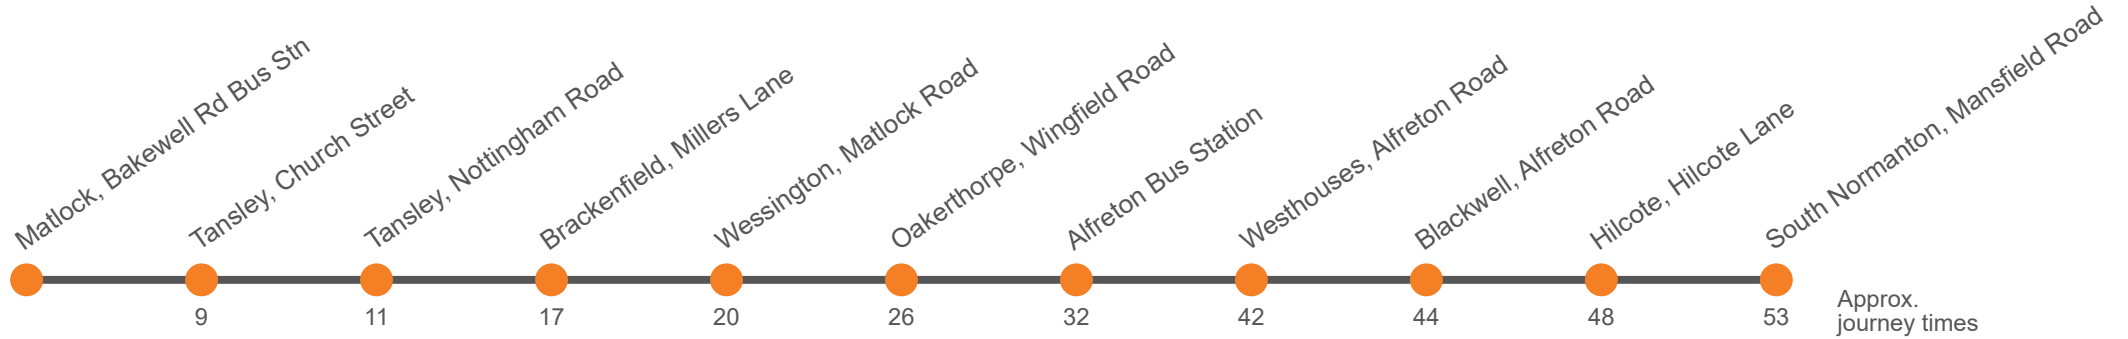 Matlock, Bakewell Rd Bus Stn
Tansley, Church Street
Tansley, Nottingham Road
Brackenfield, Millers Lane
Wessington, Matlock Road
Oakerthorpe, Wingfield Road
Alfreton Bus Station
Westhouses, Alfreton Road
Blackwell, Alfreton Road
Hilcote, Hilcote Lane
South Normanton, Mansfield Road
9 11 17 20 26 32 42 44 48 53
Approx.
journey times